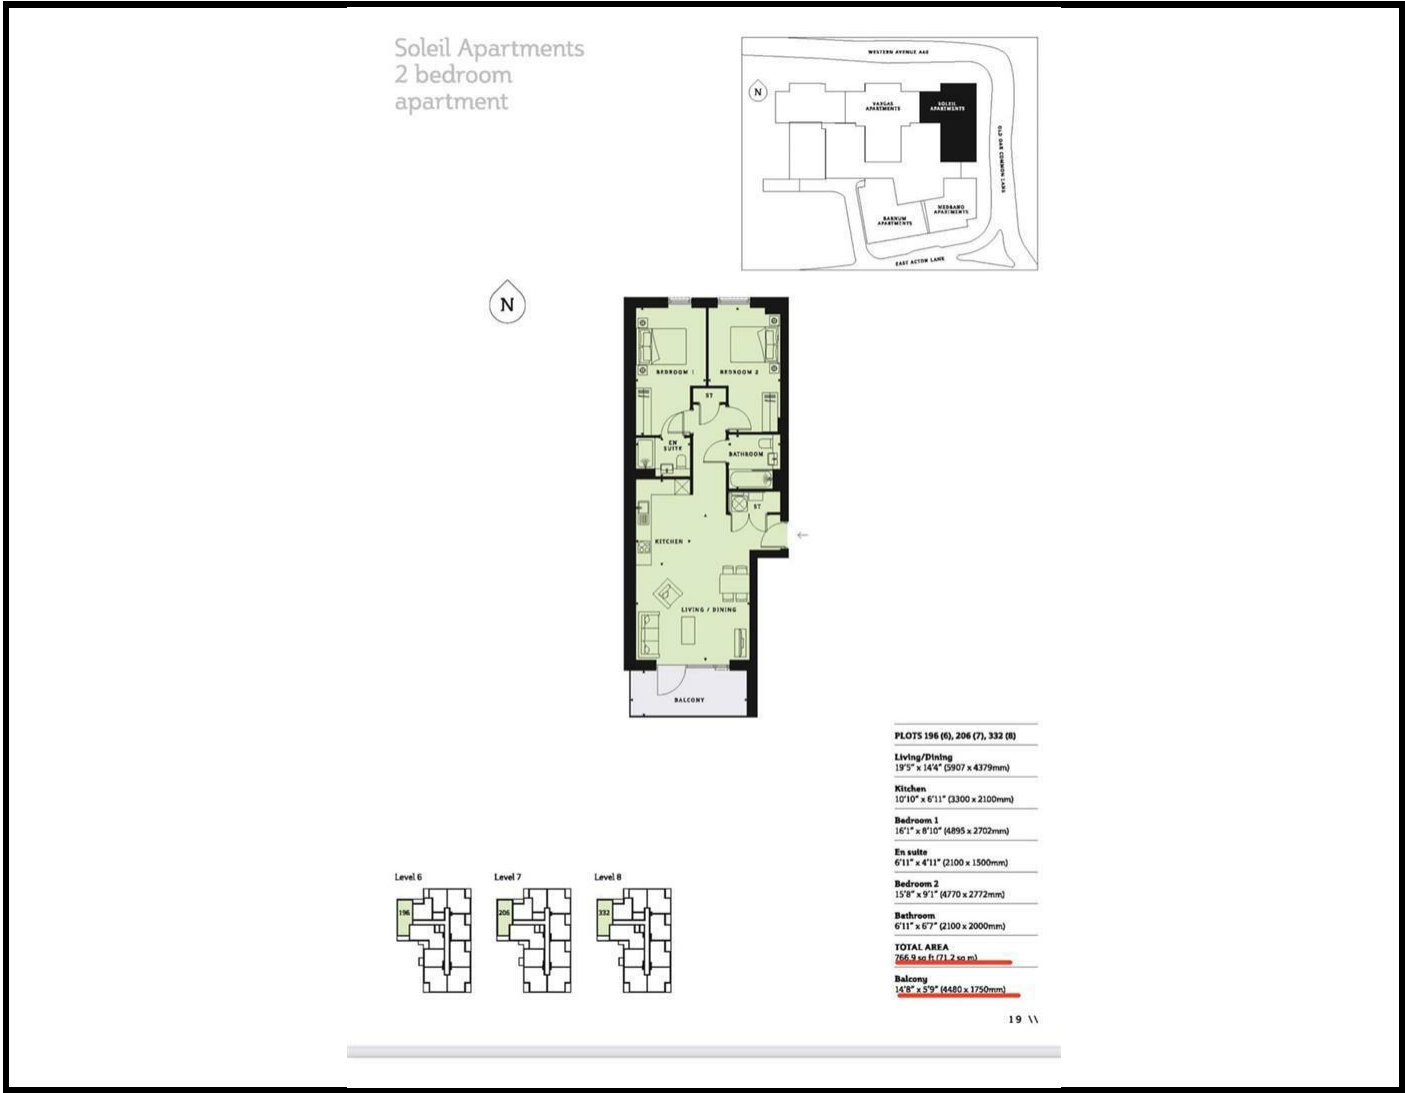 Soleil Apartments
2 bedroom
apartment
WESTERN AVENUE A40
N
VARGAS
APARTMENTS
SOLEIL
APARTMENTS
OLD OAK COMMON LANE
MEDRANO
APARTMENTS
BARNUM
APARTMENTS
EAST ACTON LANE
N
BEDROOM 1
BEDROOM 2
ST
EN
SUITE
BATHROOM
ST
KITCHEN
LIVING / DINING
BALCONY
PLOTS 196 (6), 206 (7), 332 (8)
Living/Dining
19'5" x 14'4" (5907 x 4379mm)
Kitchen
10'10" x 6'11" (3300 x 2100mm)
Bedroom 1
16'1" x 8'10" (4895 x 2702mm)
En suite
6'11" x 4'11" (2100 x 1500mm)
Bedroom 2
15'8" x 9'1" (4770 x 2772mm)
Bathroom
6'11" x 6'7" (2100 x 2000mm)
TOTAL AREA
766.9 sq ft (71.2 sq m)
Balcony
14'8" x 5'9" (4480 x 1750mm)
Level 6
Level 7
Level 8
196
206
332
19 \\